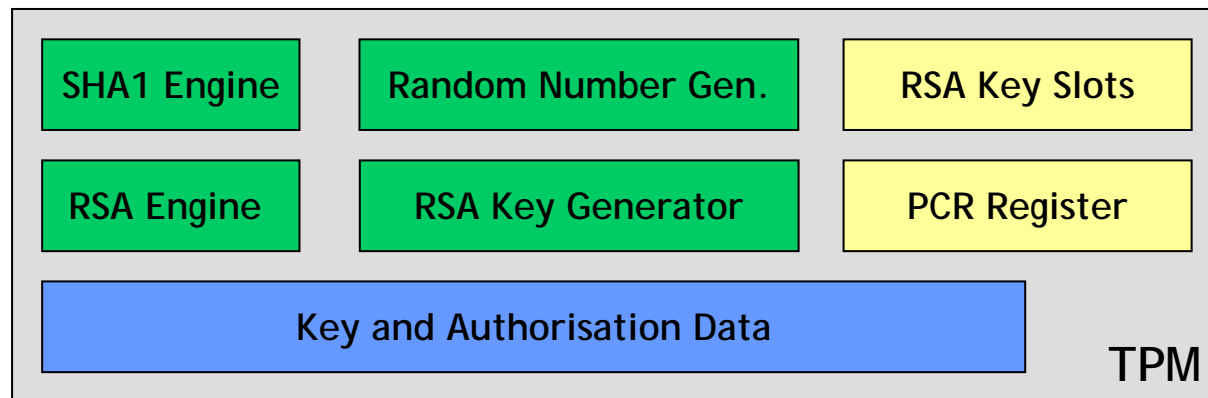 SHA1 Engine
Random Number Gen.
RSA Key Slots
RSA Engine
RSA Key Generator
PCR Register
Key and Authorisation Data
TPM